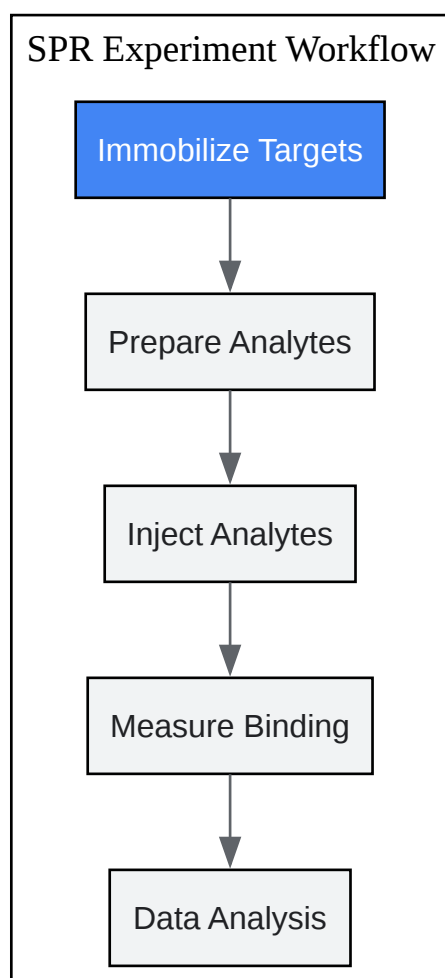 SPR Experiment Workflow
Immobilize Targets
Prepare Analytes
Inject Analytes
Measure Binding
Data Analysis